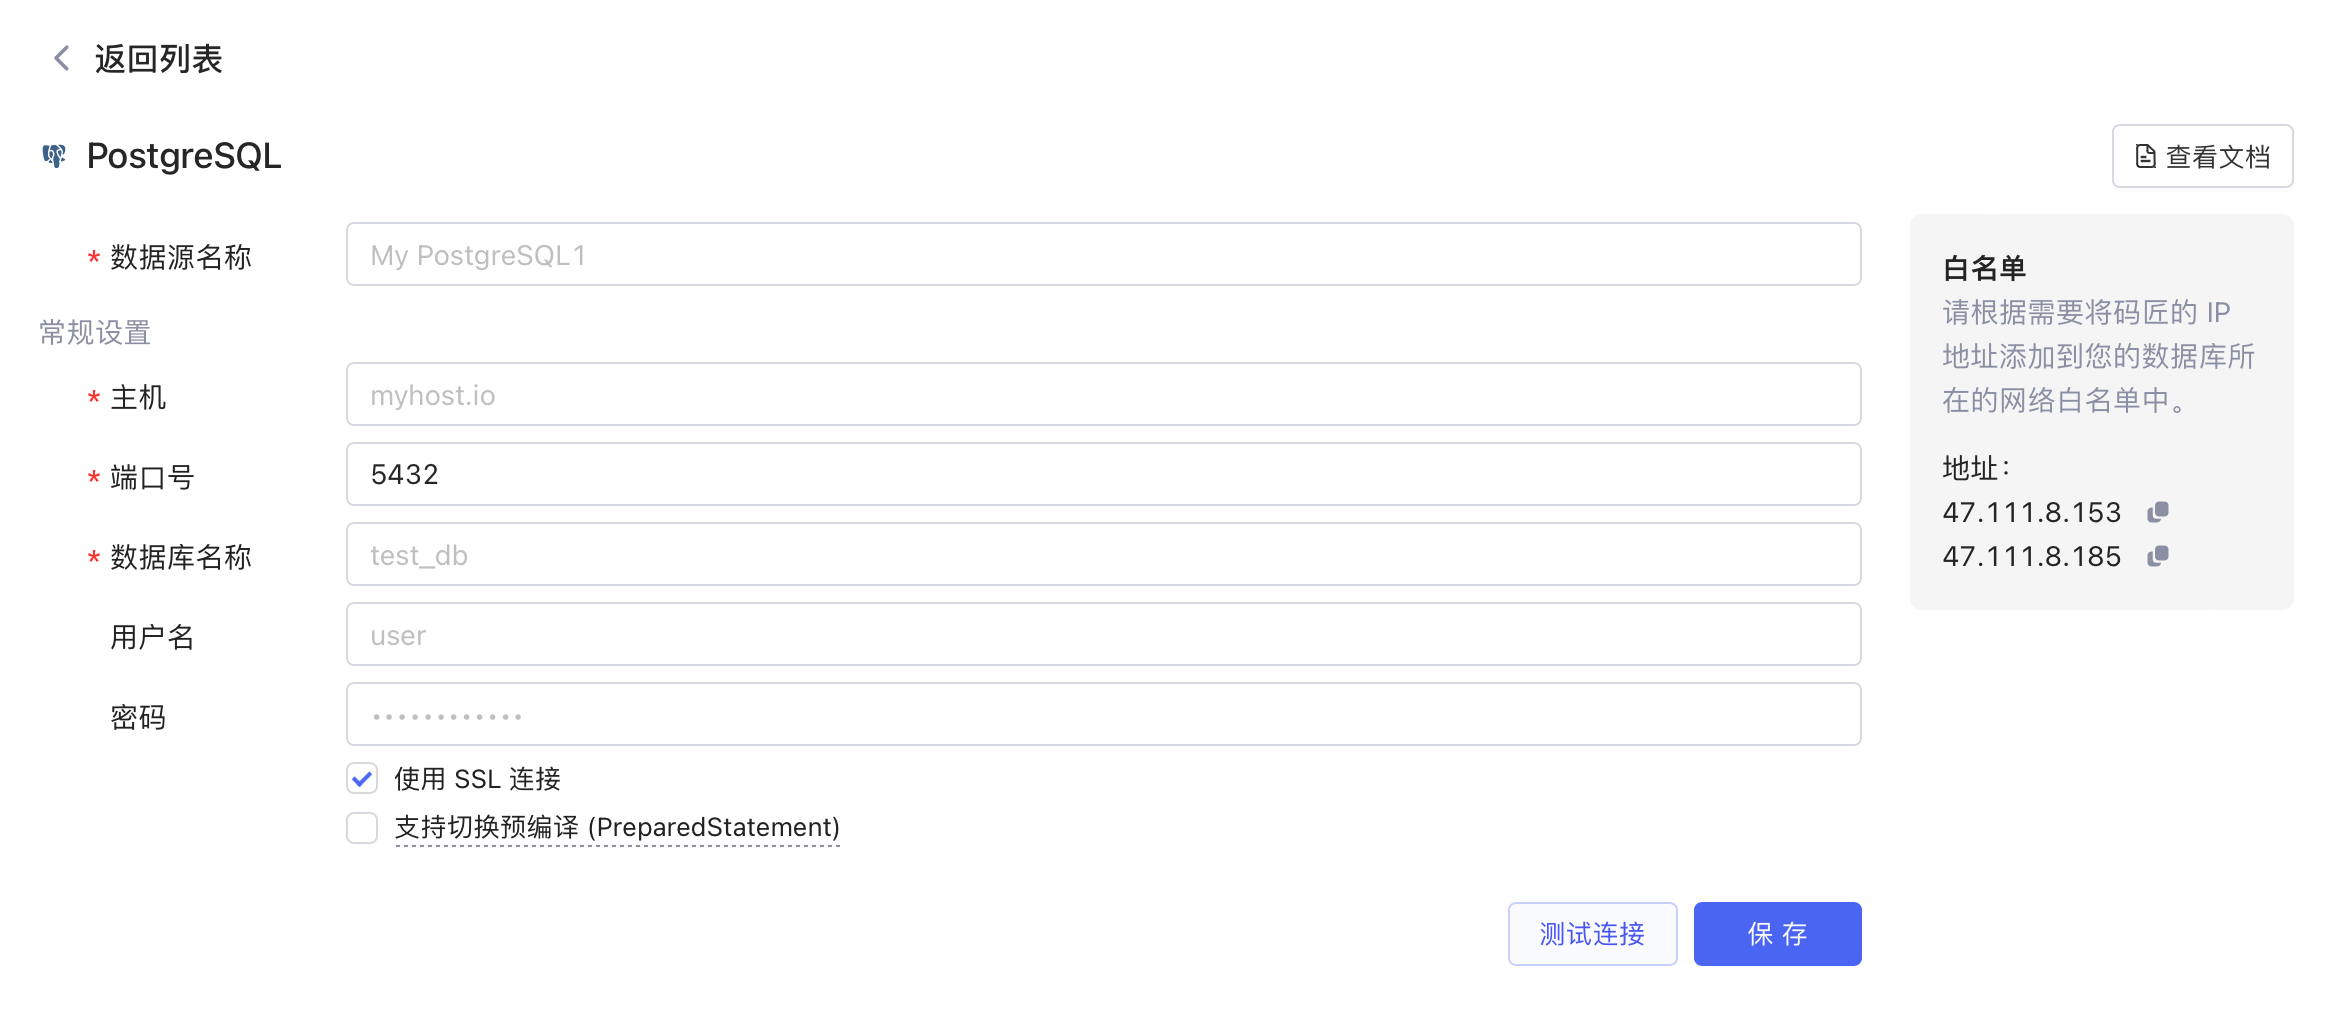 返回列表
PostgreSQL
查看文档
* 数据源名称
My PostgreSQL1
常规设置
* 主机
myhost.io
* 端口号
5432
* 数据库名称
test_db
用户名
user
密码
••••••••••••
使用 SSL 连接
支持切换预编译 (PreparedStatement)
测试连接
保 存
白名单
请根据需要将码匠的 IP
地址添加到您的数据库所
在的网络白名单中。
地址：
47.111.8.153
47.111.8.185